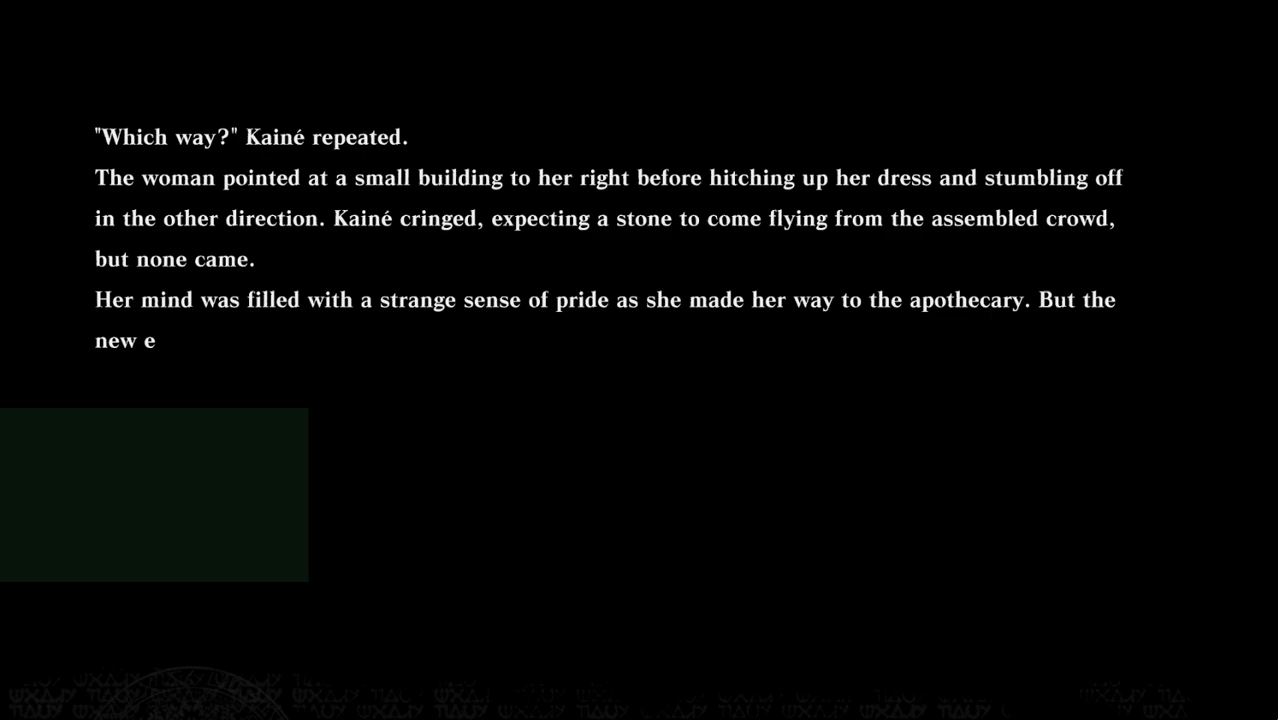 "Which way?" Kainé repeated.
The woman pointed at a small building to her right before hitching up her dress and stumbling off
in the other direction. Kainé cringed, expecting a stone to come flying from the assembled crowd,
but none came.
Her mind was filled with a strange sense of pride as she made her way to the apothecary. But the
new e